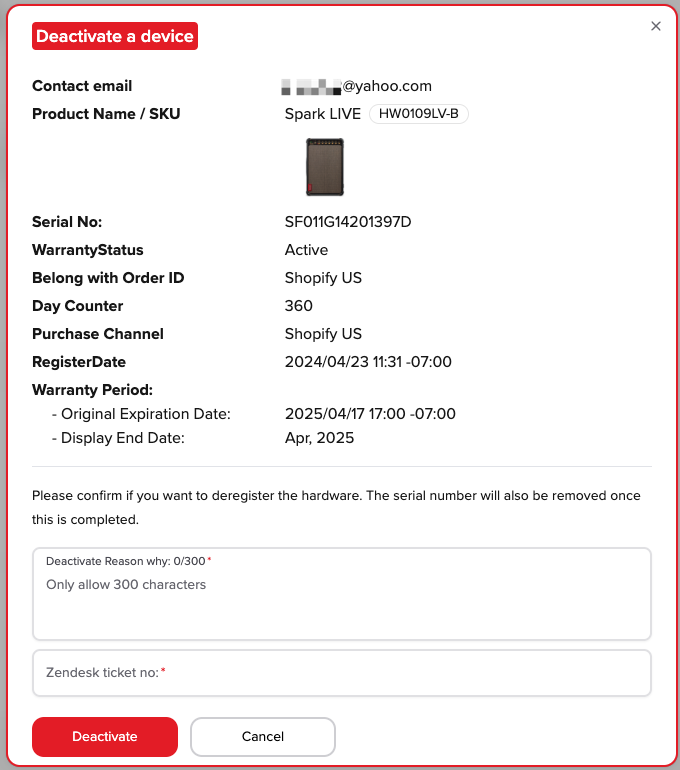 Deactivate a device
Contact email @yahoo.com
Product Name / SKU Spark LIVE HW0109LV-B
Serial No: SF011G14201397D
WarrantyStatus Active
Belong with Order ID Shopify US
Day Counter 360
Purchase Channel Shopify US
RegisterDate 2024/04/23 11:31 -07:00
Warranty Period:
- Original Expiration Date: 2025/04/17 17:00 -07:00
- Display End Date: Apr, 2025
Please confirm if you want to deregister the hardware. The serial number will also be removed once
this is completed.
Deactivate Reason why: 0/300 *
Only allow 300 characters
Zendesk ticket no: *
Deactivate Cancel